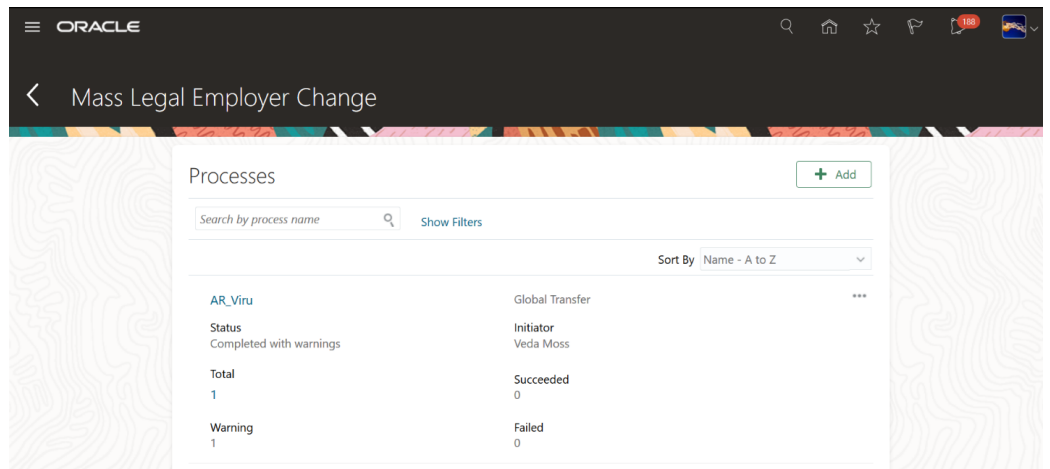 ORACLE
188
Mass Legal Employer Change
Processes
Add
Search by process name
Show Filters
Sort By Name - A to Z
AR_Viru
Global Transfer
Status
Completed with warnings
Initiator
Veda Moss
Total
1
Succeeded
0
Warning
1
Failed
0